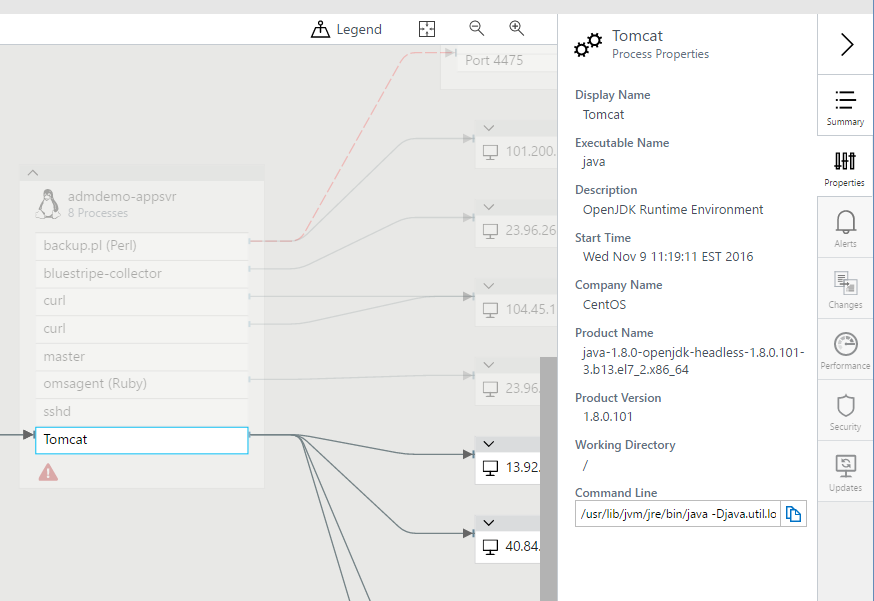 Legend
Port 4475
101.200.
23.96.26
104.45.1
23.96.
13.92.
40.84.
admdemo-appsvr
8 Processes
backup.pl (Perl)
bluestripe-collector
curl
curl
master
omsagent (Ruby)
sshd
Tomcat
Tomcat
Process Properties
Display Name
Tomcat
Executable Name
java
Description
OpenJDK Runtime Environment
Start Time
Wed Nov 9 11:19:11 EST 2016
Company Name
CentOS
Product Name
java-1.8.0-openjdk-headless-1.8.0.101-
3.b13.el7_2.x86_64
Product Version
1.8.0.101
Working Directory
/
Command Line
/usr/lib/jvm/jre/bin/java -Djava.util.lo
Summary
Properties
Alerts
Changes
Performance
Security
Updates